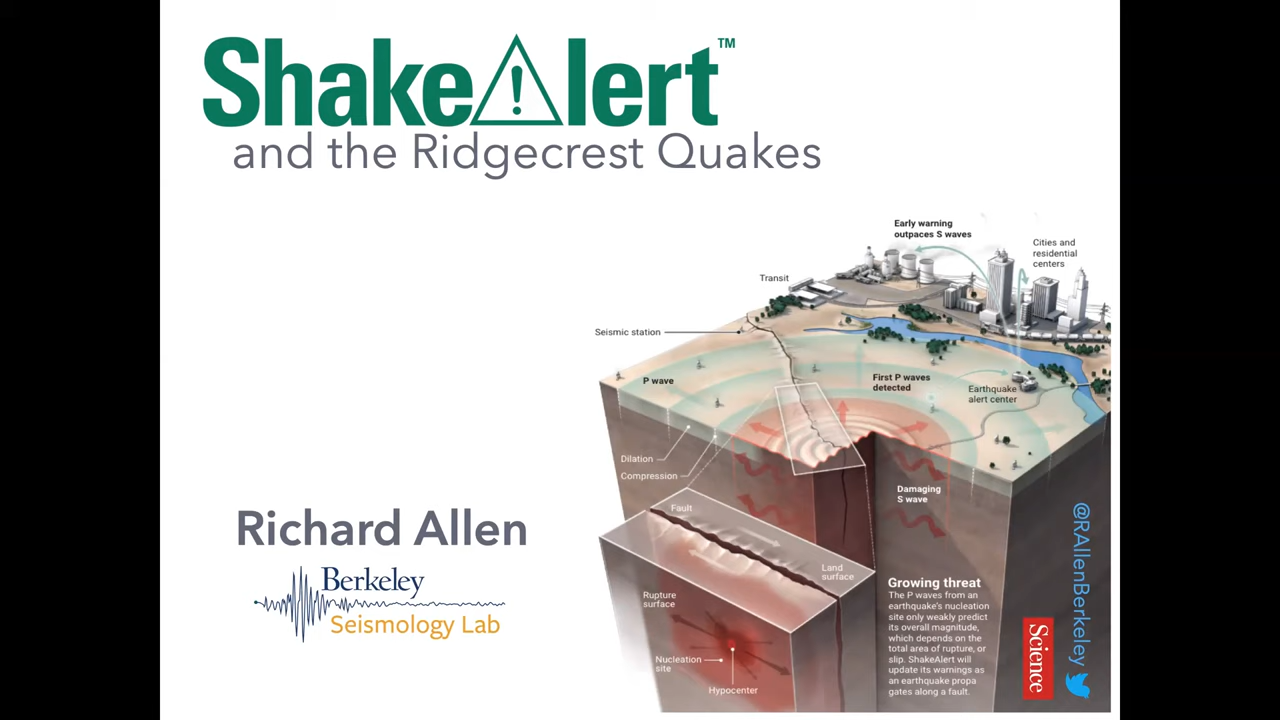 ShakeAlert™
and the Ridgecrest Quakes
Early warning
outpaces S waves
Cities and
residential
centers
Transit
Seismic station
P wave
First P waves
detected
Earthquake
alert center
Dilation
Compression
Damaging
S wave
Fault
Land
surface
Rupture
surface
Nucleation
site
Hypocenter
Growing threat
The P waves from an
earthquake's nucleation
site only weakly predict
its overall magnitude,
which depends on the
total area of rupture, or
slip. ShakeAlert will
update its warnings as
an earthquake propa
gates along a fault.
Richard Allen
Berkeley
Seismology Lab
Science
@RAllenBerkeley